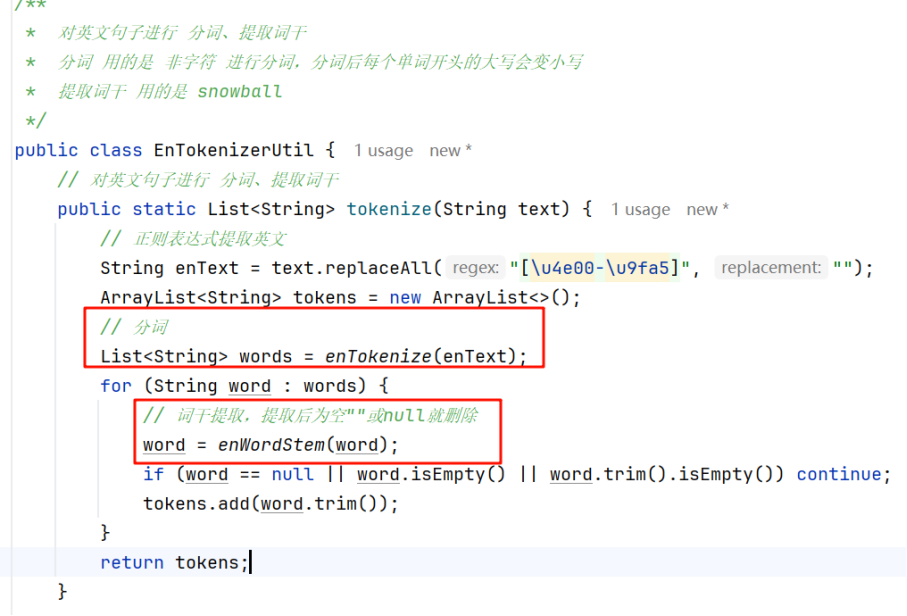 /**
 * 对英文句子进行 分词、提取词干
 * 分词 用的是 非字符 进行分词，分词后每个单词开头的大写会变小写
 * 提取词干 用的是 snowball
 */
public class EnTokenizerUtil { 1 usage new *
// 对英文句子进行 分词、提取词干
public static List<String> tokenize(String text) { 1 usage new *
// 正则表达式提取英文
String enText = text.replaceAll( regex: "[\u4e00-\u9fa5]", replacement: "");
ArrayList<String> tokens = new ArrayList<>();
// 分词
List<String> words = enTokenize(enText);
for (String word : words) {
// 词干提取，提取后为空""或null就删除
word = enWordStem(word);
if (word == null || word.isEmpty() || word.trim().isEmpty()) continue;
tokens.add(word.trim());
}
return tokens;
}